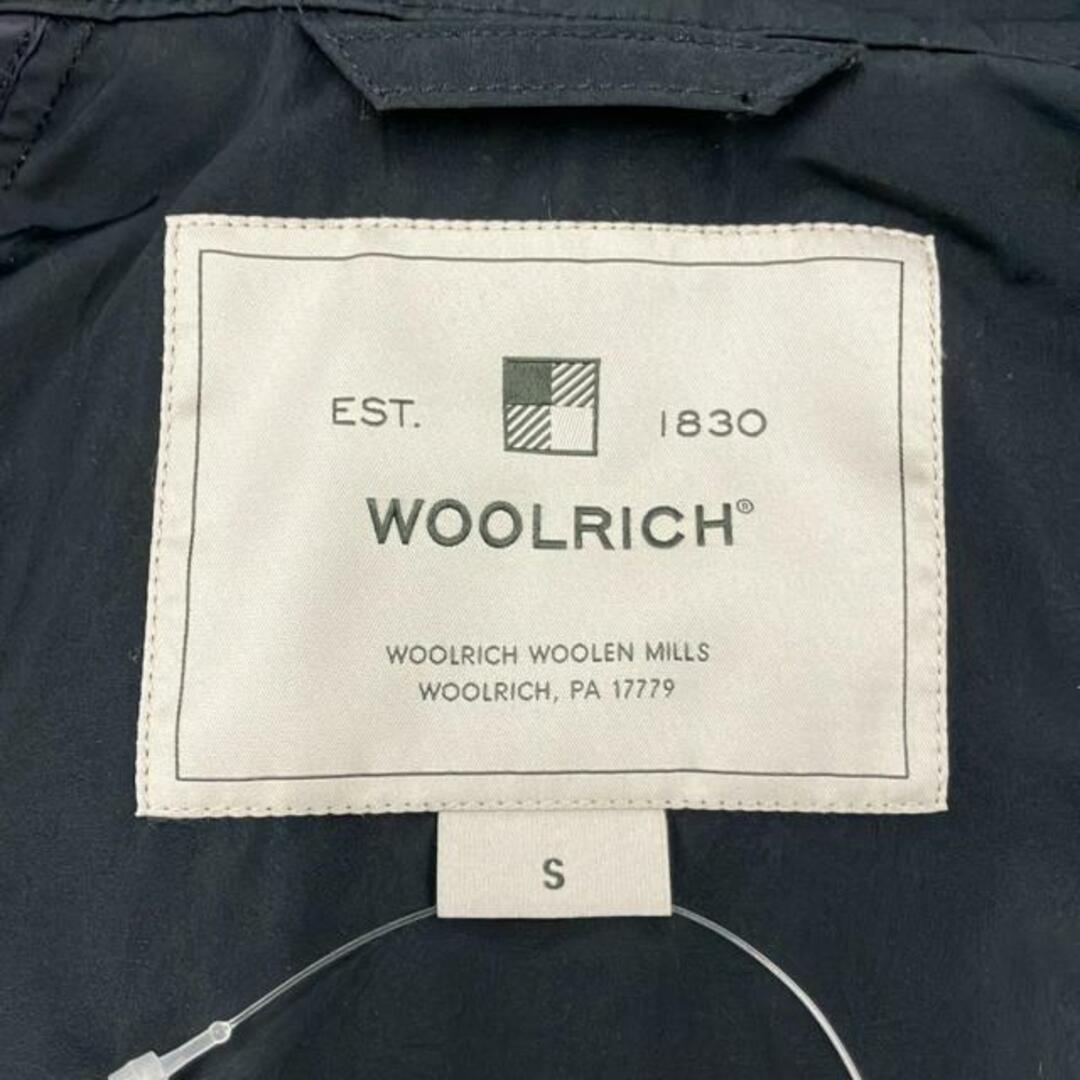 EST. 1830
WOOLRICH®
WOOLRICH WOOLEN MILLS
WOOLRICH, PA 17779
S